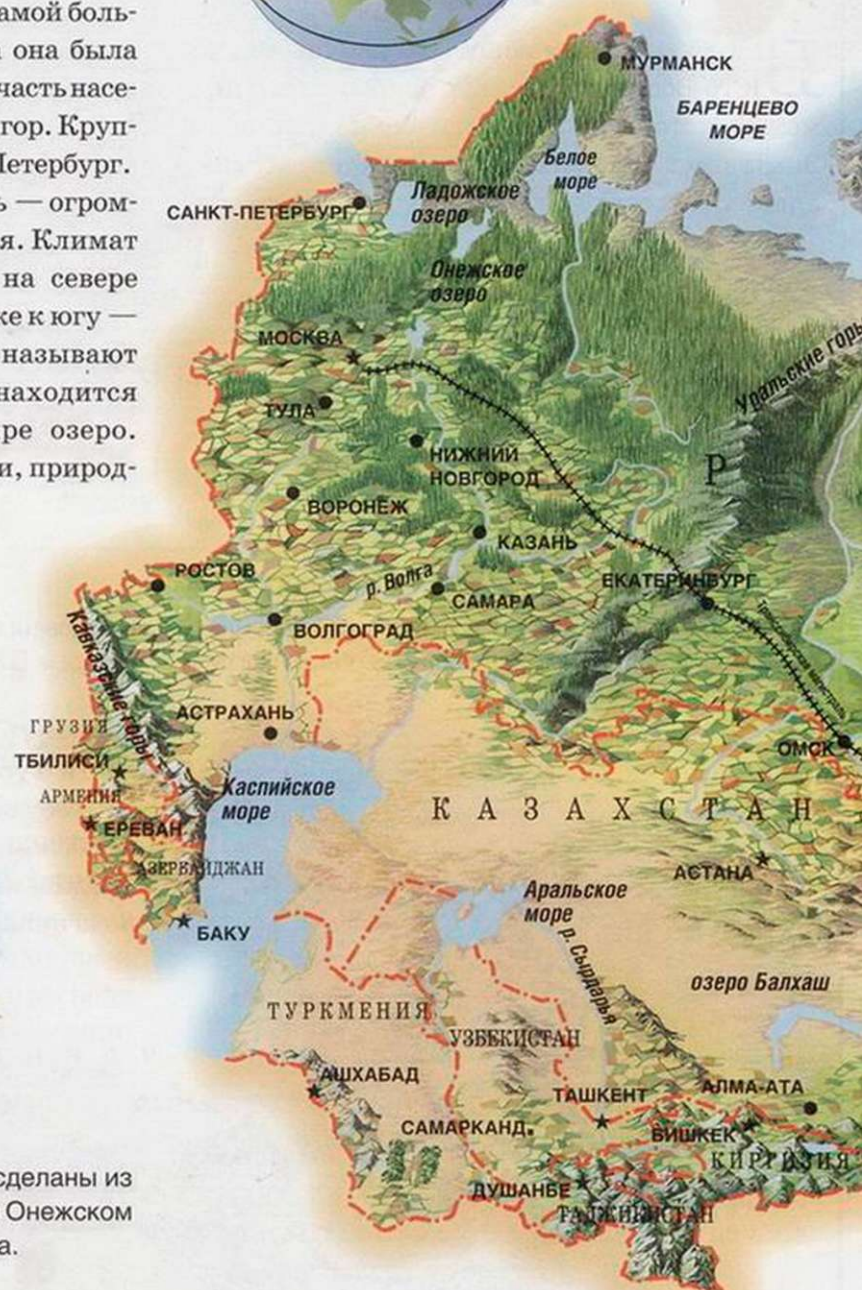 амой боль-
она была
часть насе-
гор. Круп-
Петербург.
ь — огром-
я. Климат
на севере
же к югу —
называют
находится
ре озеро.
и, природ-
МУРМАНСК
БАРЕНЦЕВО
МОРЕ
Белое
море
Ладожское
озеро
САНКТ-ПЕТЕРБУРГ
Онежское
озеро
МОСКВА
Уральские горы
ТУЛА
НИЖНИЙ
НОВГОРОД
Р
ВОРОНЕЖ
КАЗАНЬ
РОСТОВ
р. Волга
САМАРА
ЕКАТЕРИНБУРГ
Транссибирская магистраль
ВОЛГОГРАД
Кавказские горы
АСТРАХАНЬ
ГРУЗИЯ
ТБИЛИСИ
ОМСК
Каспийское
море
АРМЕНИЯ
ЕРЕВАН
КАЗАХСТАН
АЗЕРБАЙДЖАН
АСТАНА
Аральское
море
БАКУ
р. Сырдарья
озеро Балхаш
ТУРКМЕНИЯ
УЗБЕКИСТАН
АШХАБАД
ТАШКЕНТ
АЛМА-АТА
САМАРКАНД
БИШКЕК
КИРГИЗИЯ
ДУШАНБЕ
ТАДЖИКИСТАН
сделаны из
Онежском
а.